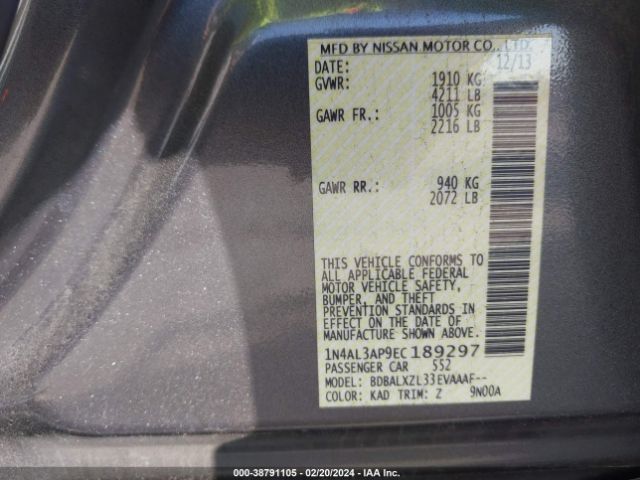 MFD BY NISSAN MOTOR CO., LTD.
DATE: 12/13
GVWR: 1910 KG
4211 LB
GAWR FR.: 1005 KG
2216 LB
GAWR RR.: 940 KG
2072 LB
THIS VEHICLE CONFORMS TO
ALL APPLICABLE FEDERAL
MOTOR VEHICLE SAFETY,
BUMPER, AND THEFT
PREVENTION STANDARDS IN
EFFECT ON THE DATE OF
MANUFACTURE SHOWN ABOVE.
1N4AL3AP9EC189297
PASSENGER CAR 552
MODEL: BDBALXZL33EVAAAF--
COLOR: KAD TRIM: Z 9N00A
000-38791105 - 02/20/2024 - IAA Inc.